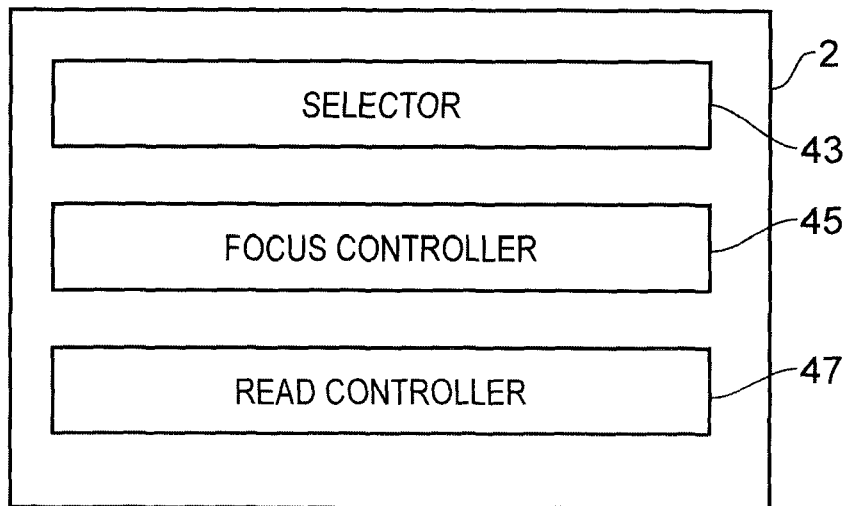 2
SELECTOR
43
FOCUS CONTROLLER
45
READ CONTROLLER
47